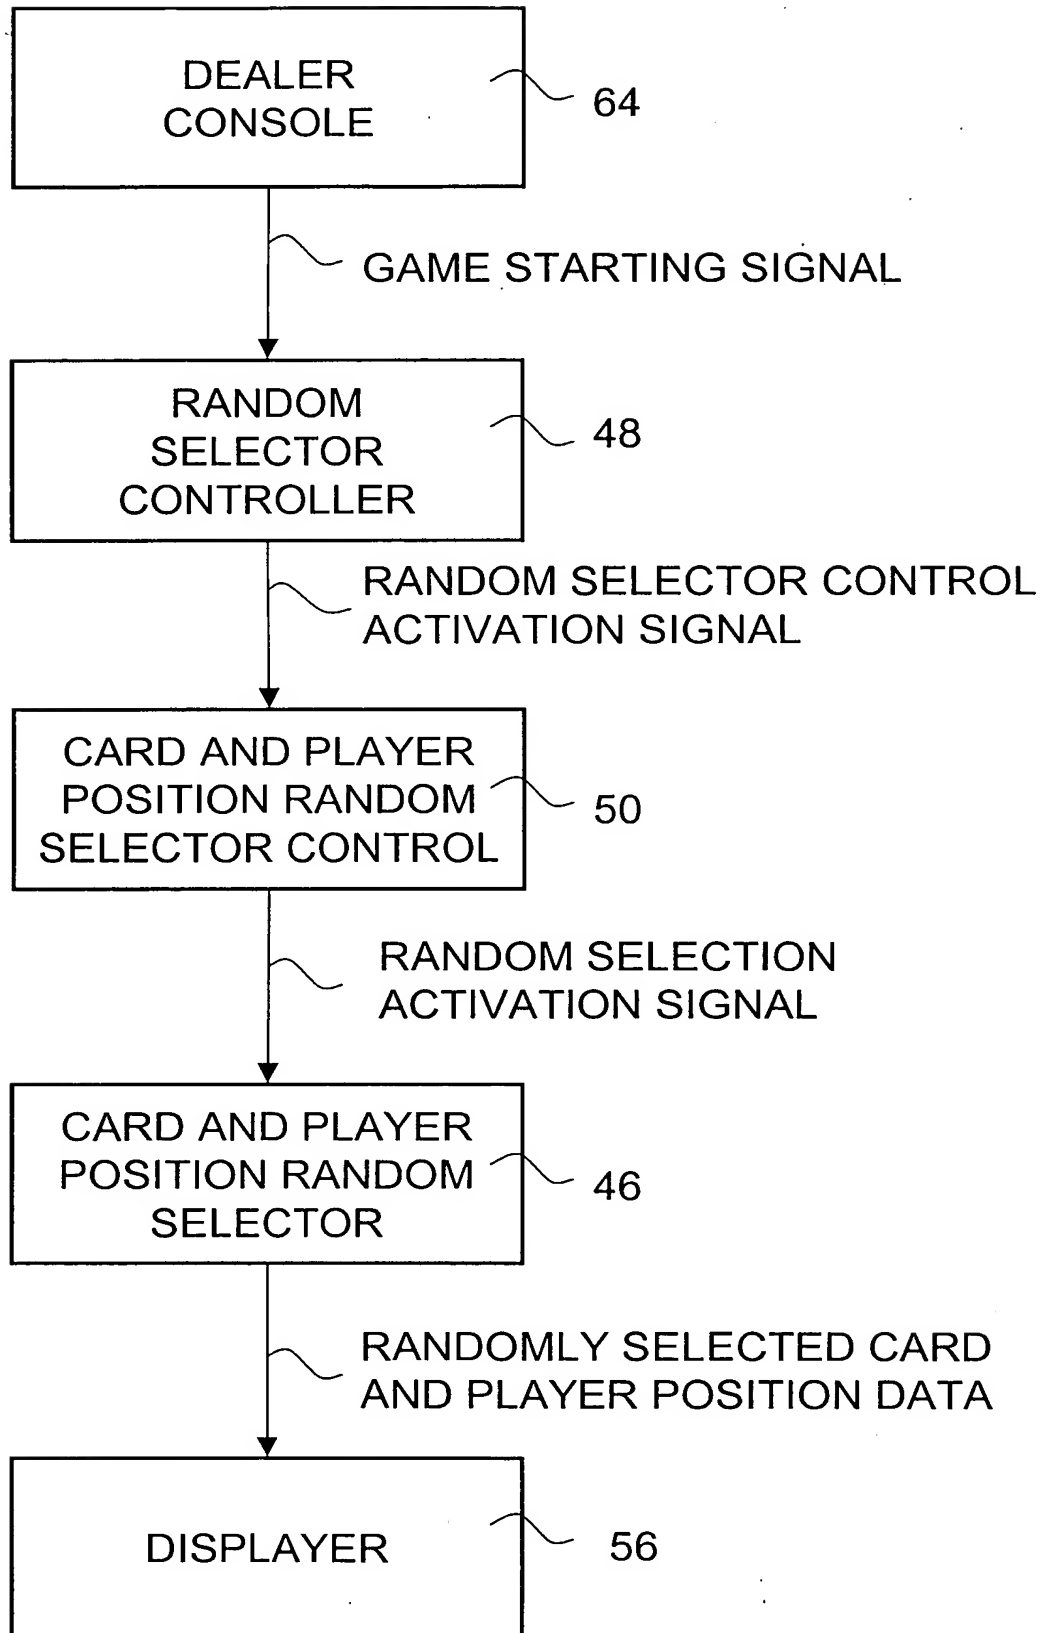 DEALER
CONSOLE
64
GAME STARTING SIGNAL
RANDOM
SELECTOR
CONTROLLER
48
RANDOM SELECTOR CONTROL
ACTIVATION SIGNAL
CARD AND PLAYER
POSITION RANDOM
SELECTOR CONTROL
50
RANDOM SELECTION
ACTIVATION SIGNAL
CARD AND PLAYER
POSITION RANDOM
SELECTOR
46
RANDOMLY SELECTED CARD
AND PLAYER POSITION DATA
DISPLAYER
56